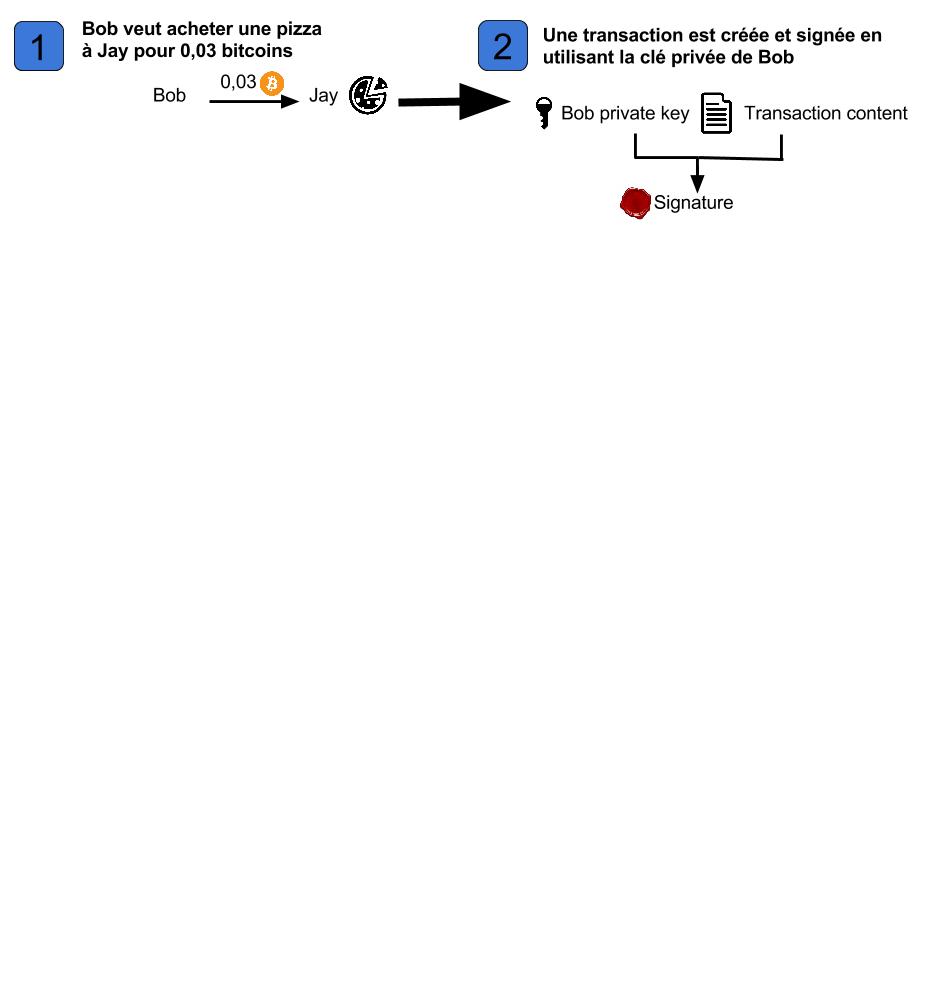 1
Bob veut acheter une pizza
à Jay pour 0,03 bitcoins
0,03
Bob
Jay
2
Une transaction est créée et signée en
utilisant la clé privée de Bob
Bob private key
Transaction content
Signature